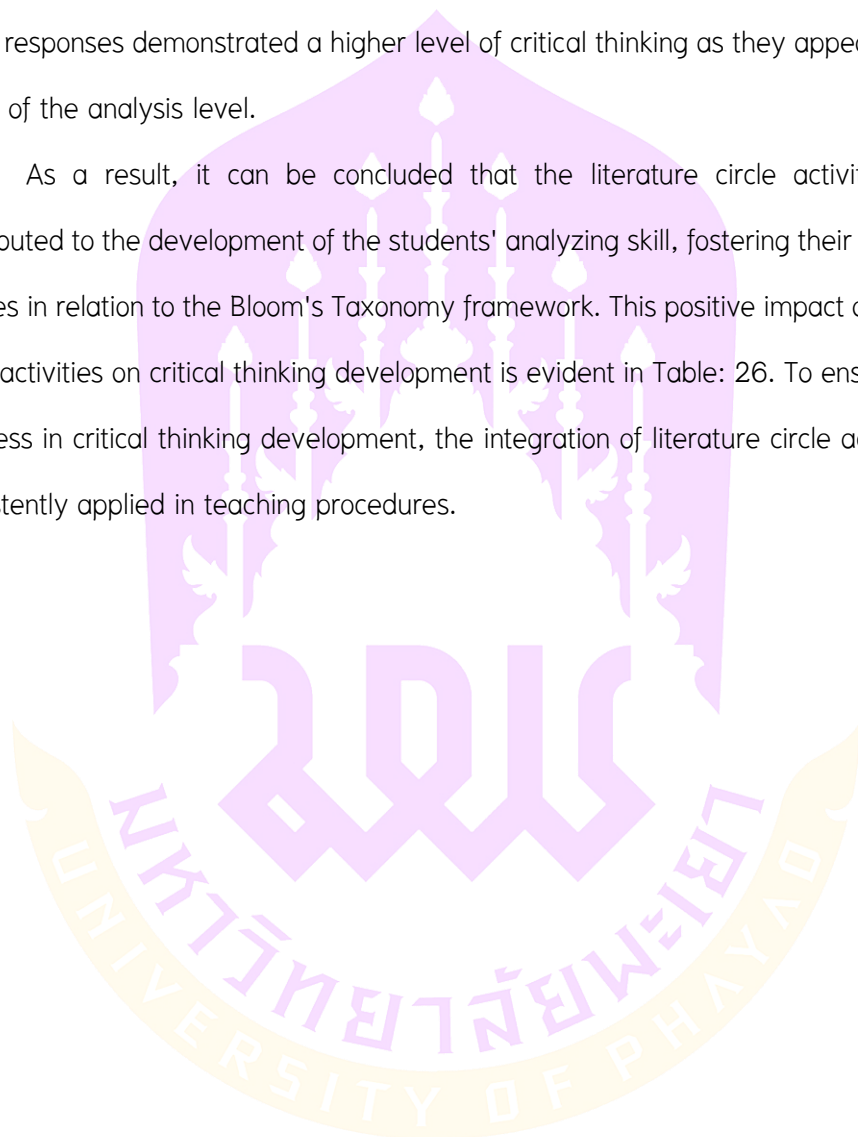 responses demonstrated a higher level of critical thinking as they appea
of the analysis level.
As a result, it can be concluded that the literature circle activit
outed to the development of the students' analyzing skill, fostering their
es in relation to the Bloom's Taxonomy framework. This positive impact o
activities on critical thinking development is evident in Table: 26. To ens
ess in critical thinking development, the integration of literature circle a
stently applied in teaching procedures.
มหาวิทยาลัยพะเยา
UNIVERSITY OF PHAYAO